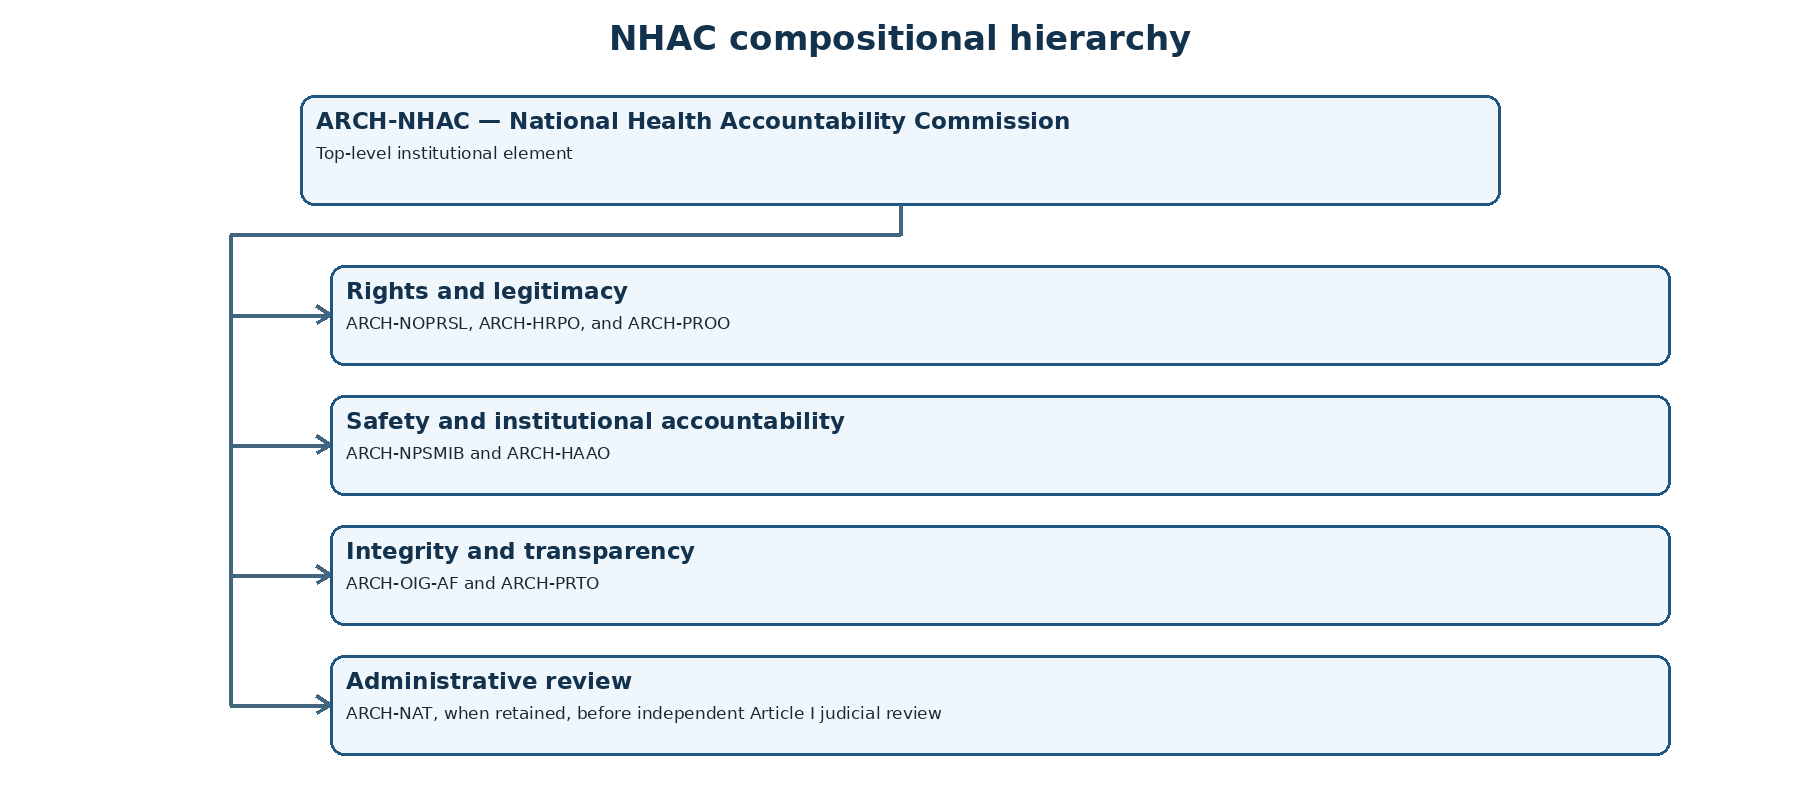 NHAC compositional hierarchy
ARCH-NHAC — National Health Accountability Commission
Top-level institutional element
Rights and legitimacy
ARCH-NOPRSL, ARCH-HRPO, and ARCH-PROO
Safety and institutional accountability
ARCH-NPSMIB and ARCH-HAAO
Integrity and transparency
ARCH-OIG-AF and ARCH-PRTO
Administrative review
ARCH-NAT, when retained, before independent Article I judicial review